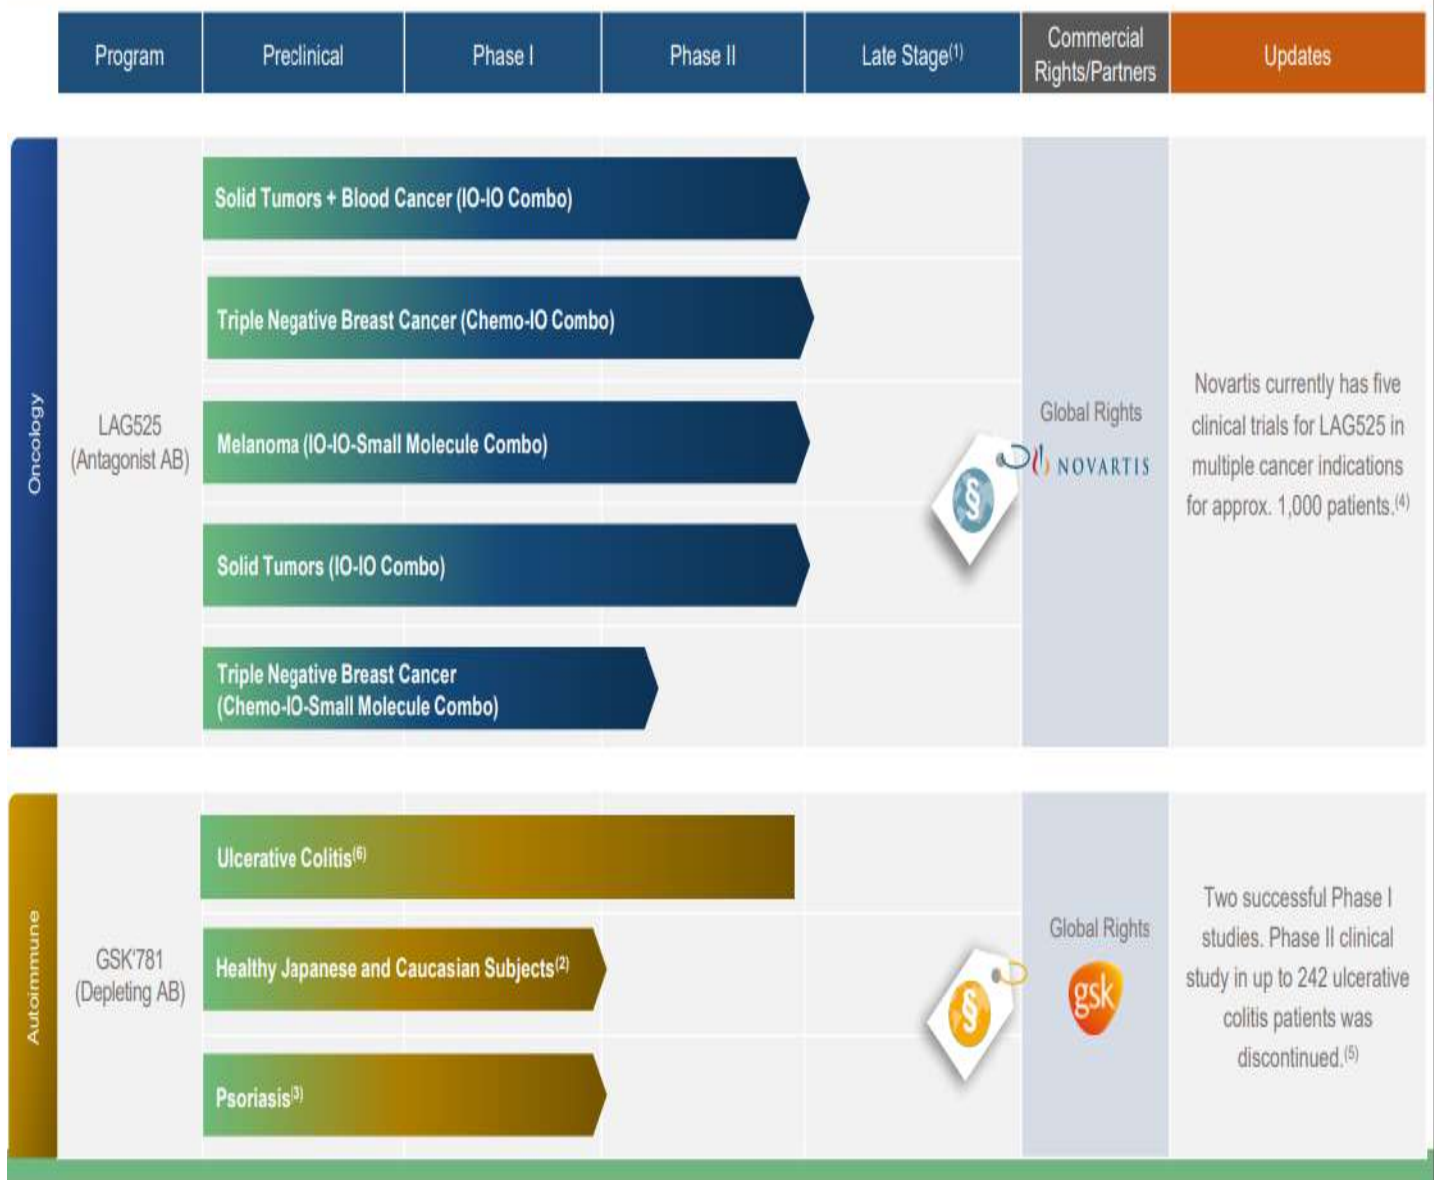 Program
Preclinical
Phase I
Phase II
Late Stage(1)
Commercial
Rights/Partners
Updates
Oncology
LAG525
(Antagonist AB)
Solid Tumors + Blood Cancer (IO-IO Combo)
Triple Negative Breast Cancer (Chemo-IO Combo)
Melanoma (IO-IO-Small Molecule Combo)
Solid Tumors (IO-IO Combo)
Triple Negative Breast Cancer
(Chemo-IO-Small Molecule Combo)
§
Global Rights
NOVARTIS
Novartis currently has five
clinical trials for LAG525 in
multiple cancer indications
for approx. 1,000 patients.(4)
Autoimmune
GSK'781
(Depleting AB)
Ulcerative Colitis(6)
Healthy Japanese and Caucasian Subjects(2)
Psoriasis(3)
§
Global Rights
gsk
Two successful Phase I
studies. Phase II clinical
study in up to 242 ulcerative
colitis patients was
discontinued.(5)